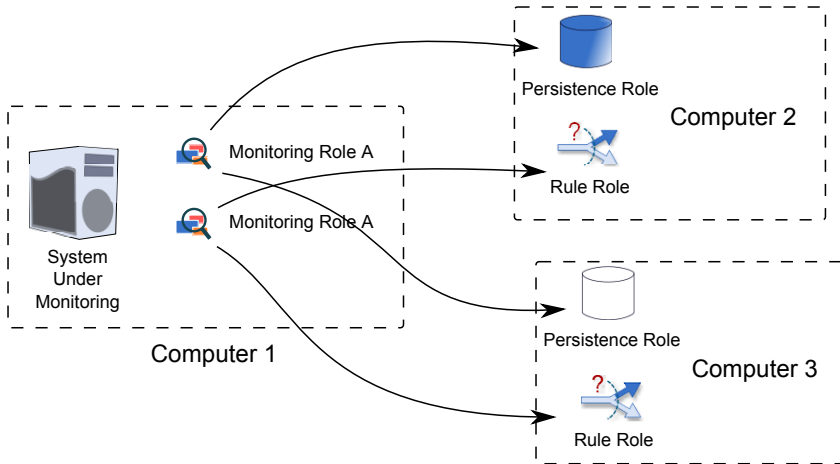 Persistence Role
Computer 2
?
Rule Role
Monitoring Role A
Monitoring Role A
System
Under
Monitoring
Computer 1
Persistence Role
Computer 3
?
Rule Role